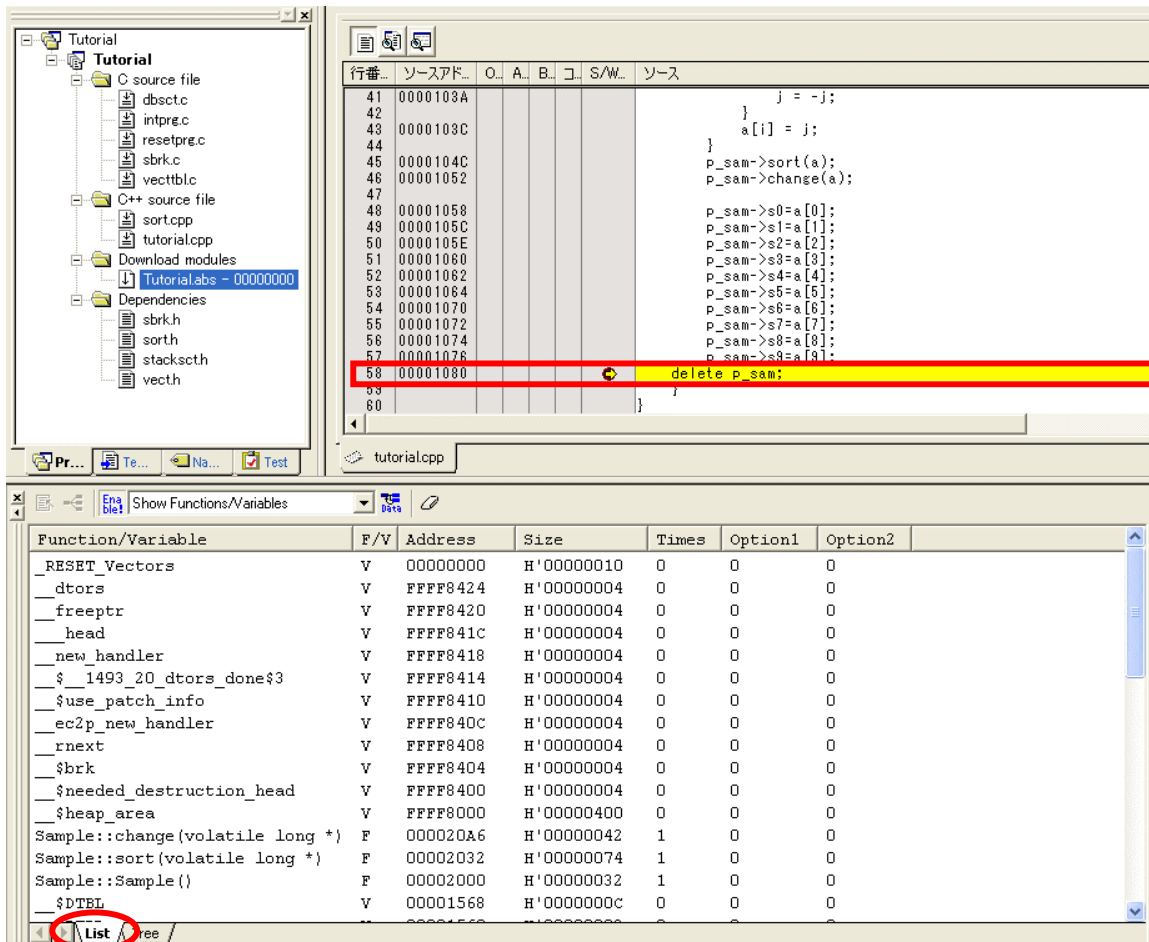 Tutorial
Tutorial
C source file
dbsct.c
intprg.c
resetprg.c
sbrk.c
vecttbl.c
C++ source file
sort.cpp
tutorial.cpp
Download modules
Tutorial.abs - 00000000
Dependencies
sbrk.h
sort.h
stacksct.h
vect.h
Pr... Te... Na... Test
行番... ソースアド... O.. A.. B.. コ.. S/W... ソース
41 0000103A j = -j;
42 }
43 0000103C a[i] = j;
44 }
45 0000104C p_sam->sort(a);
46 00001052 p_sam->change(a);
47
48 00001058 p_sam->s0=a[0];
49 0000105C p_sam->s1=a[1];
50 0000105E p_sam->s2=a[2];
51 00001060 p_sam->s3=a[3];
52 00001062 p_sam->s4=a[4];
53 00001064 p_sam->s5=a[5];
54 00001070 p_sam->s6=a[6];
55 00001072 p_sam->s7=a[7];
56 00001074 p_sam->s8=a[8];
57 00001076 p_sam->s9=a[9];
58 00001080 delete p_sam;
59 }
60 }
tutorial.cpp
Ena ble! Show Functions/Variables Data
Function/Variable F/V Address Size Times Option1 Option2
_RESET_Vectors V 00000000 H'00000010 0 0 0
__dtors V FFFF8424 H'00000004 0 0 0
__freeptr V FFFF8420 H'00000004 0 0 0
___head V FFFF841C H'00000004 0 0 0
__new_handler V FFFF8418 H'00000004 0 0 0
__$__1493_20_dtors_done$3 V FFFF8414 H'00000004 0 0 0
__$use_patch_info V FFFF8410 H'00000004 0 0 0
__ec2p_new_handler V FFFF840C H'00000004 0 0 0
__rnext V FFFF8408 H'00000004 0 0 0
__$brk V FFFF8404 H'00000004 0 0 0
__$needed_destruction_head V FFFF8400 H'00000004 0 0 0
__$heap_area V FFFF8000 H'00000400 0 0 0
Sample::change(volatile long *) F 000020A6 H'00000042 1 0 0
Sample::sort(volatile long *) F 00002032 H'00000074 1 0 0
Sample::Sample() F 00002000 H'00000032 1 0 0
__$DTBL V 00001568 H'0000000C 0 0 0
List Tree